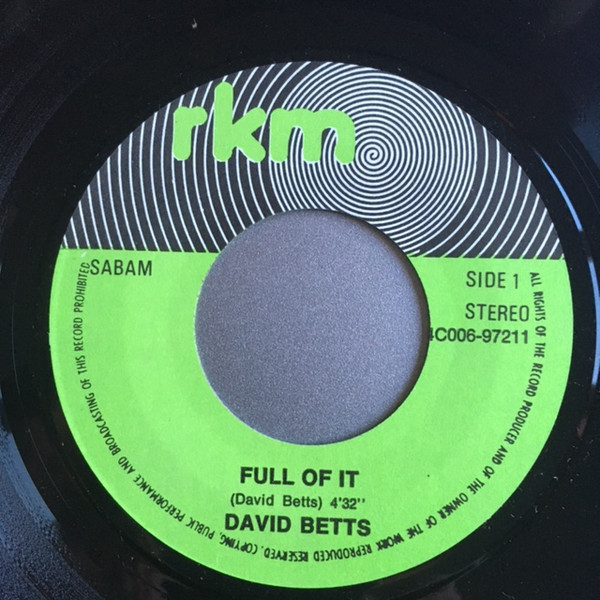 rkm
SABAM
SIDE 1
STEREO
4C006-97211
FULL OF IT
(David Betts) 4'32''
DAVID BETTS
ALL RIGHTS OF THE RECORD PRODUCER AND OF THE OWNER OF THE WORK REPRODUCED RESERVED. COPYING, PUBLIC PERFORMANCE AND BROADCASTING OF THIS RECORD PROHIBITED